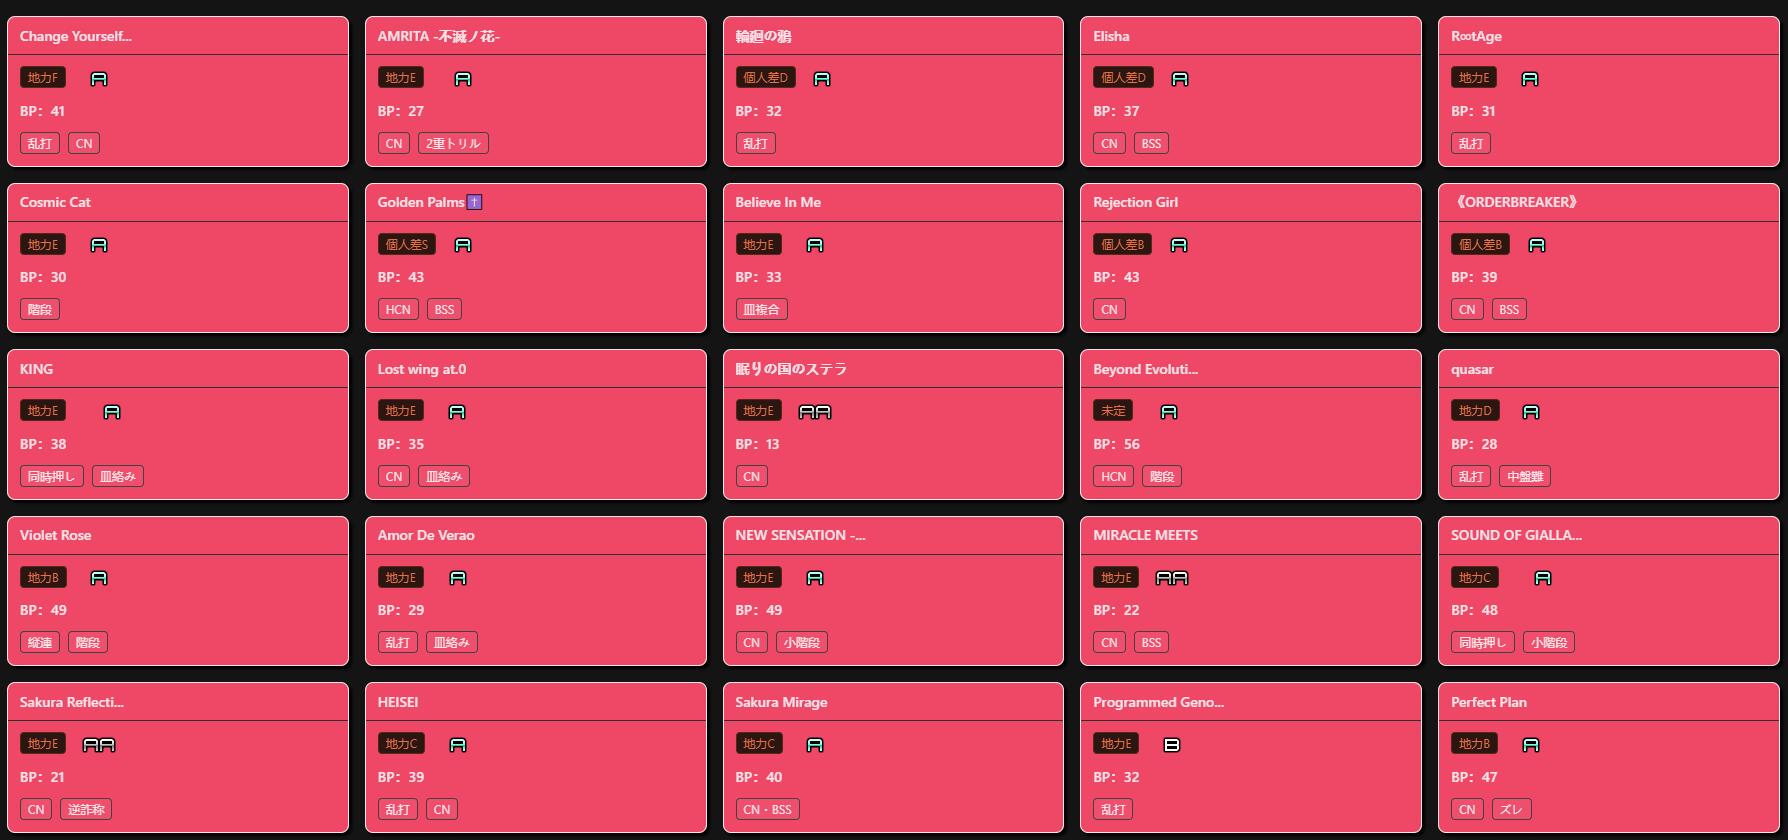 Change Yourself...
地力F A
BP: 41
乱打 CN
AMRITA -不滅ノ花-
地力E A
BP: 27
CN 2重トリル
輪廻の鴉
個人差D A
BP: 32
乱打
Elisha
個人差D A
BP: 37
CN BSS
R∞tAge
地力E A
BP: 31
乱打
Cosmic Cat
地力E A
BP: 30
階段
Golden Palms✝️
個人差S A
BP: 43
HCN BSS
Believe In Me
地力E A
BP: 33
皿複合
Rejection Girl
個人差B A
BP: 43
CN
《ORDERBREAKER》
個人差B A
BP: 39
CN BSS
KING
地力E A
BP: 38
同時押し 皿絡み
Lost wing at.0
地力E A
BP: 35
CN 皿絡み
眠りの国のステラ
地力E AA
BP: 13
CN
Beyond Evoluti...
未定 A
BP: 56
HCN 階段
quasar
地力D A
BP: 28
乱打 中盤難
Violet Rose
地力B A
BP: 49
縦連 階段
Amor De Verao
地力E A
BP: 29
乱打 皿絡み
NEW SENSATION -...
地力E A
BP: 49
CN 小階段
MIRACLE MEETS
地力E AA
BP: 22
CN BSS
SOUND OF GIALLA...
地力C A
BP: 48
同時押し 小階段
Sakura Reflecti...
地力E AA
BP: 21
CN 逆詐称
HEISEI
地力C A
BP: 39
乱打 CN
Sakura Mirage
地力C A
BP: 40
CN・BSS
Programmed Geno...
地力E B
BP: 32
乱打
Perfect Plan
地力B A
BP: 47
CN ズレ